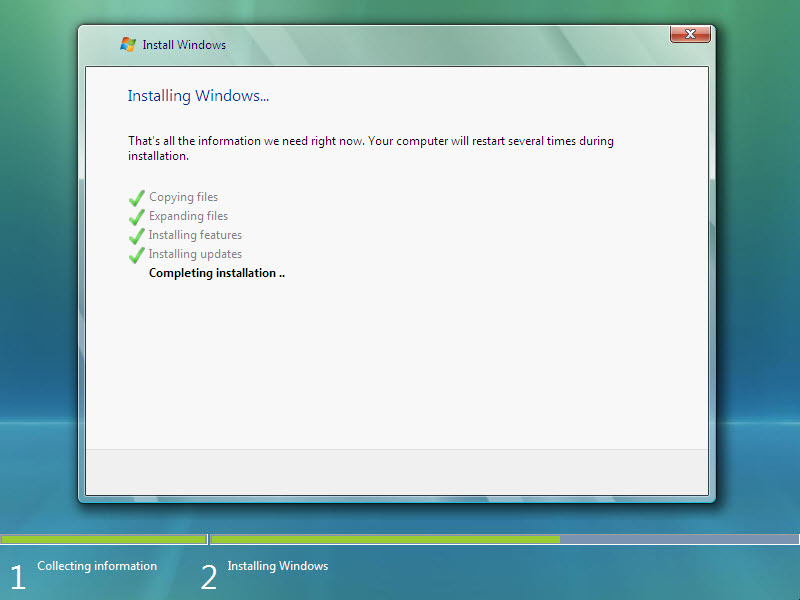 Install Windows
Installing Windows...
That's all the information we need right now. Your computer will restart several times during
installation.
Copying files
Expanding files
Installing features
Installing updates
Completing installation ..
1 Collecting information
2 Installing Windows